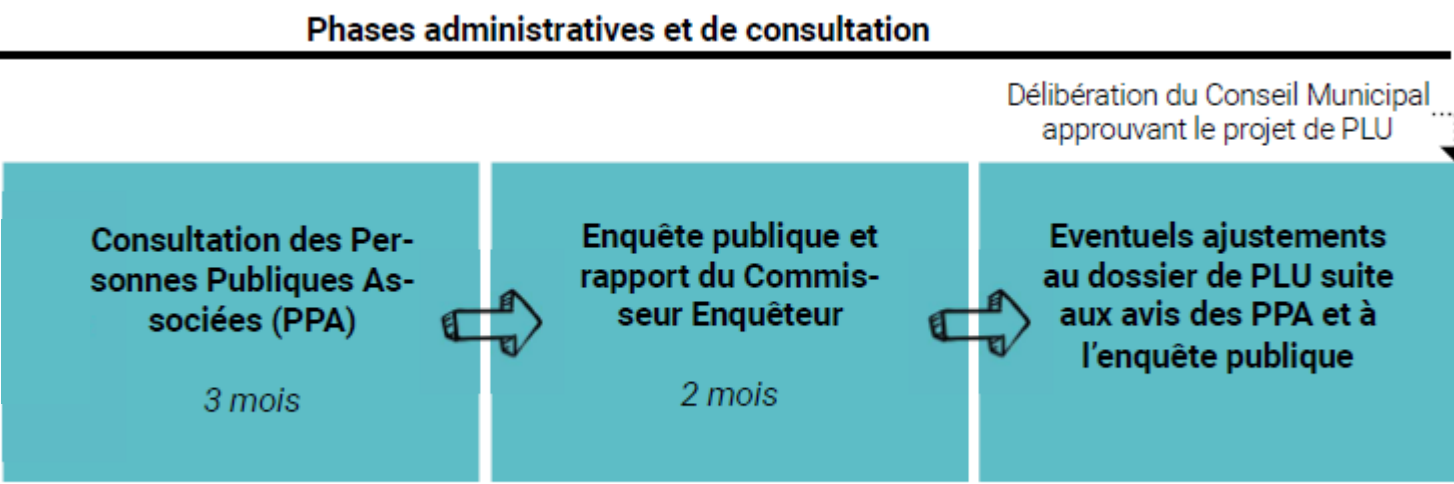 Phases administratives et de consultation
Délibération du Conseil Municipal
approuvant le projet de PLU
Consultation des Per-
sonnes Publiques As-
sociées (PPA)
3 mois
Enquête publique et
rapport du Commis-
seur Enquêteur
2 mois
Eventuels ajustements
au dossier de PLU suite
aux avis des PPA et à
l'enquête publique